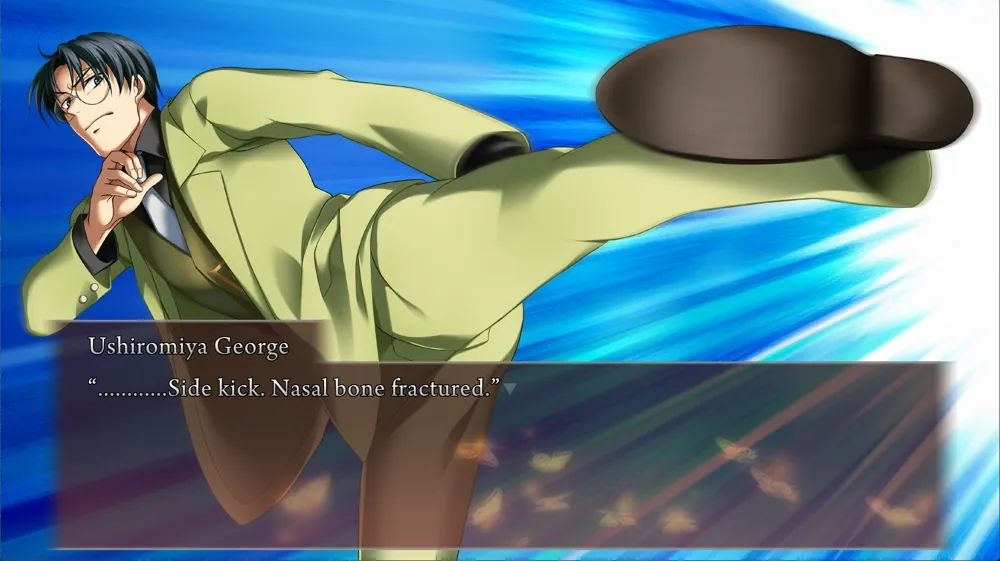 Ushiromiya George
“............Side kick. Nasal bone fractured.”